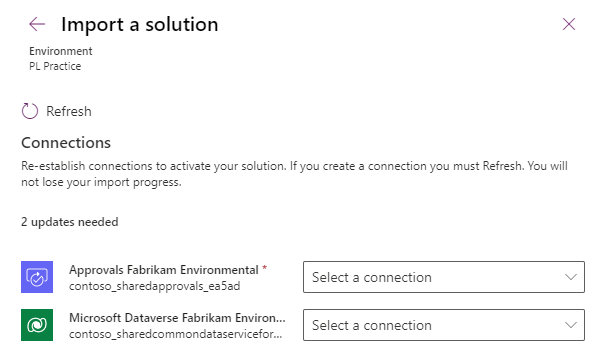 Import a solution
Environment
PL Practice
Refresh
Connections
Re-establish connections to activate your solution. If you create a connection you must Refresh. You will
not lose your import progress.
2 updates needed
Approvals Fabrikam Environmental *
contoso_sharedapprovals_ea5ad
Select a connection
Microsoft Dataverse Fabrikam Environ...
contoso_sharedcommondataservicefor...
Select a connection